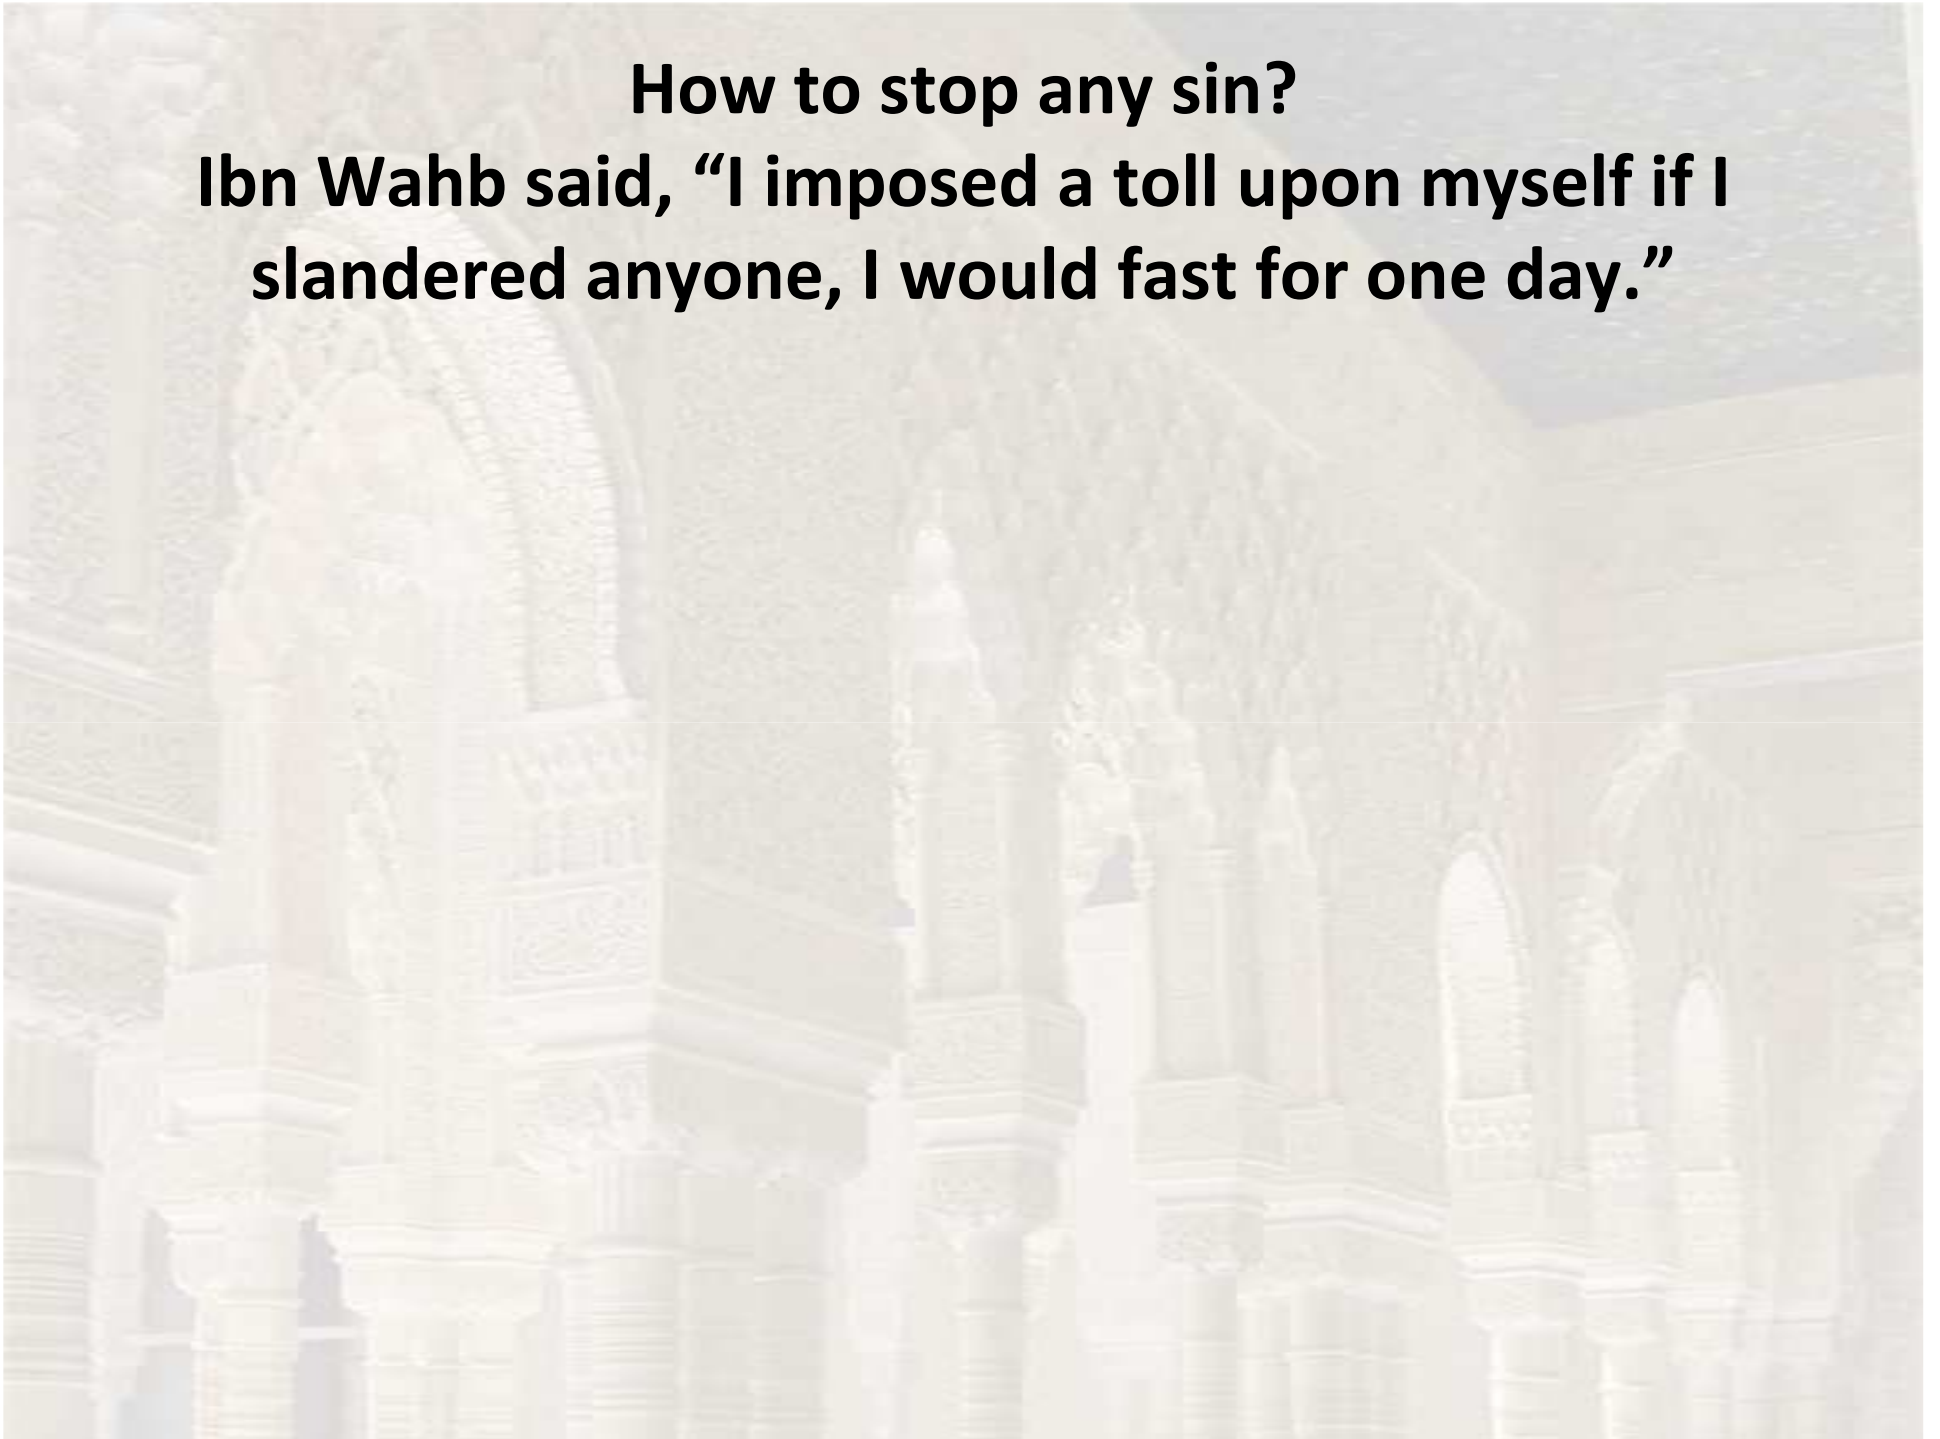 How to stop any sin?
Ibn Wahb said, “I imposed a toll upon myself if I
slandered anyone, I would fast for one day.”